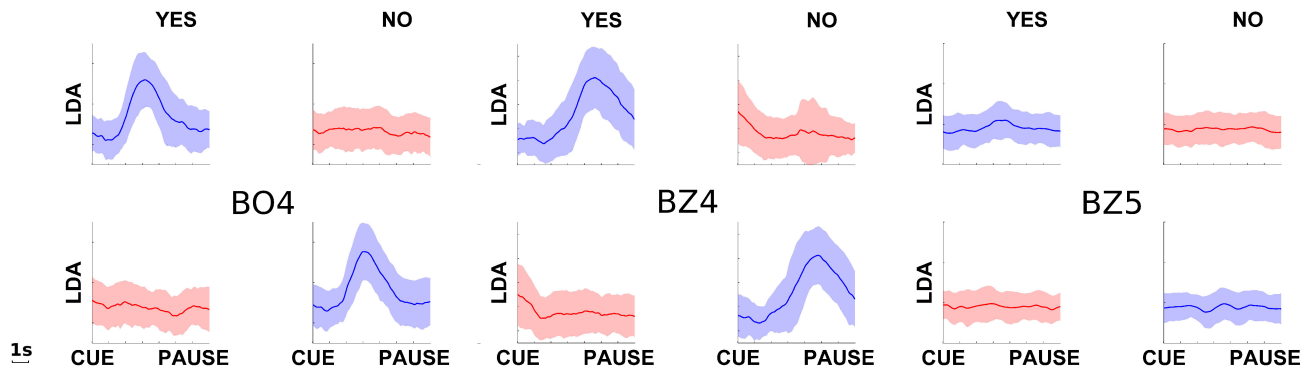 YES NO YES NO YES NO
LDA LDA LDA
BO4 BZ4 BZ5
LDA LDA LDA
1s CUE PAUSE CUE PAUSE CUE PAUSE CUE PAUSE CUE PAUSE CUE PAUSE